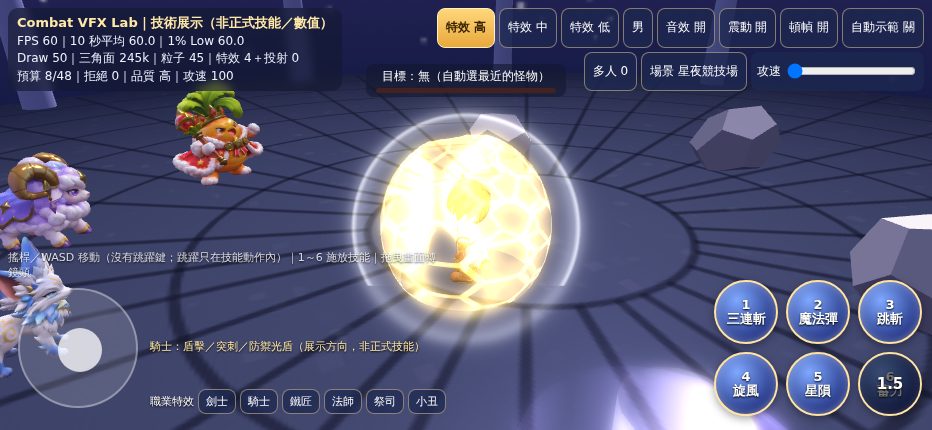 Combat VFX Lab｜技術展示（非正式技能／數值）
FPS 60｜10 秒平均 60.0｜1% Low 60.0
Draw 50｜三角面 245k｜粒子 45｜特效 4＋投射 0
預算 8/48｜拒絕 0｜品質 高｜攻速 100
特效 高
特效 中
特效 低
男
音效 開
震動 開
頓幀 開
自動示範 關
多人 0
場景 星夜競技場
攻速
目標：無（自動選最近的怪物）
搖桿／WASD 移動（沒有跳躍鍵；跳躍只在技能動作內）｜1～6 施放技能｜拖曳畫面轉
鏡頭
騎士：盾擊／突刺／防禦光盾（展示方向，非正式技能）
職業特效
劍士
騎士
鐵匠
法師
祭司
小丑
1
三連斬
2
魔法彈
3
跳斬
4
旋風
5
星隕
6
1.5